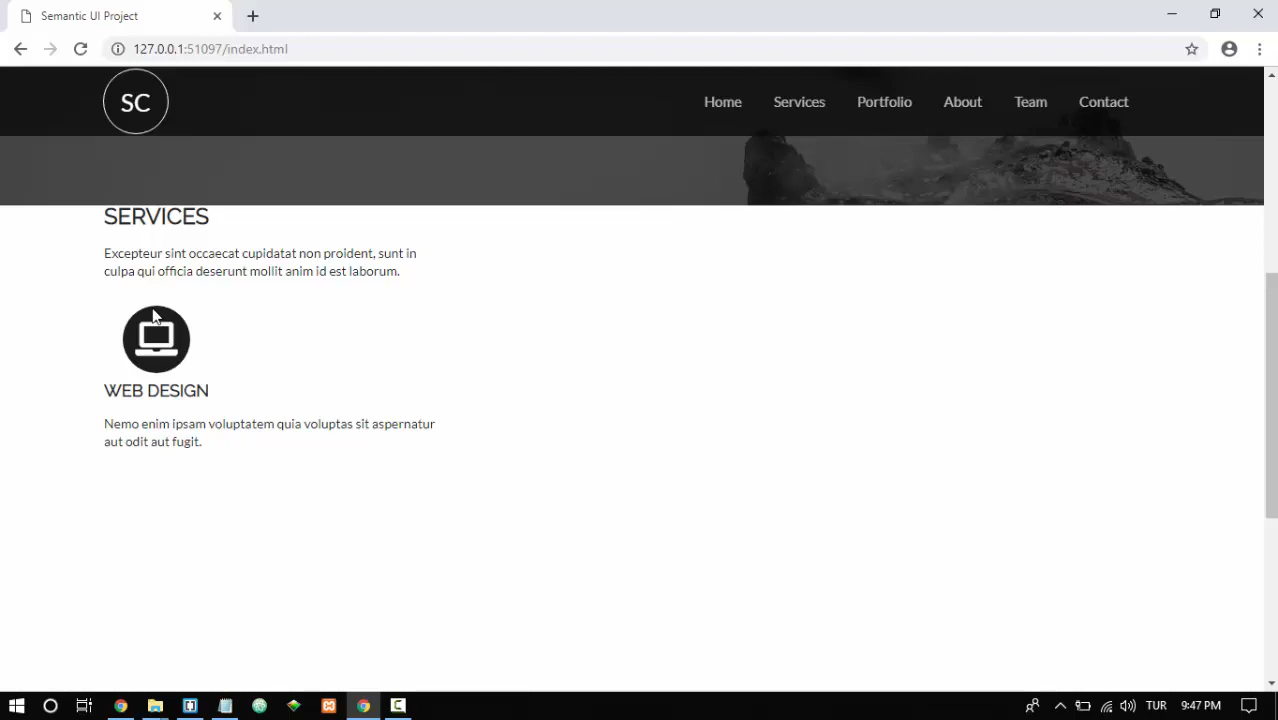 Semantic UI Project
127.0.0.1:51097/index.html
SC
Home Services Portfolio About Team Contact
SERVICES
Excepteur sint occaecat cupidatat non proident, sunt in
culpa qui officia deserunt mollit anim id est laborum.
WEB DESIGN
Nemo enim ipsam voluptatem quia voluptas sit aspernatur
aut odit aut fugit.
TUR 9:47 PM